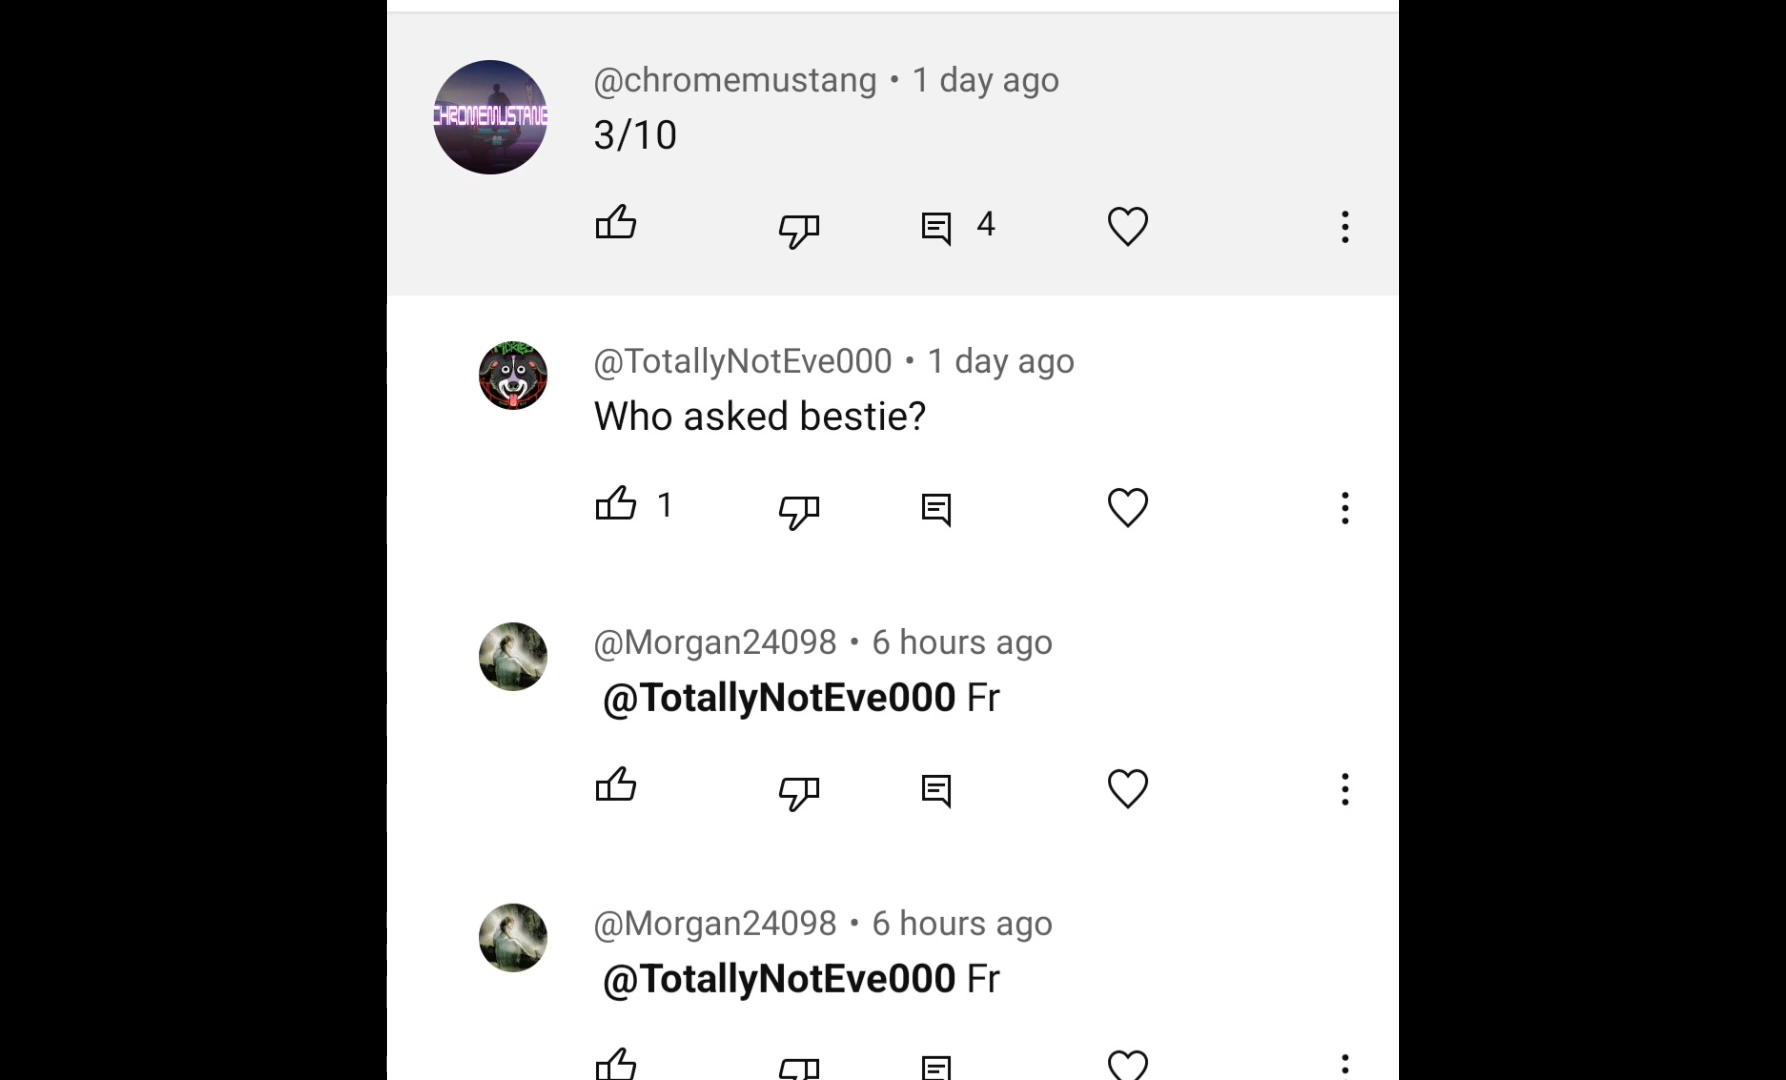 @chromemustang • 1 day ago
CHROMEMUSTANG
3/10
4
@TotallyNotEve000 • 1 day ago
Who asked bestie?
1
@Morgan24098 • 6 hours ago
@TotallyNotEve000 Fr
@Morgan24098 • 6 hours ago
@TotallyNotEve000 Fr